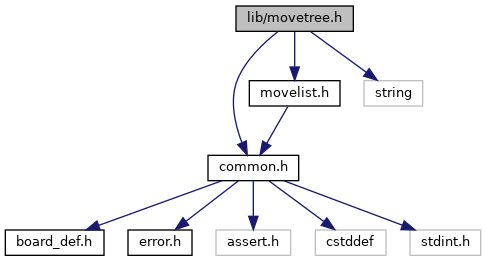 lib/movetree.h
movelist.h
string
common.h
board_def.h
error.h
assert.h
cstddef
stdint.h